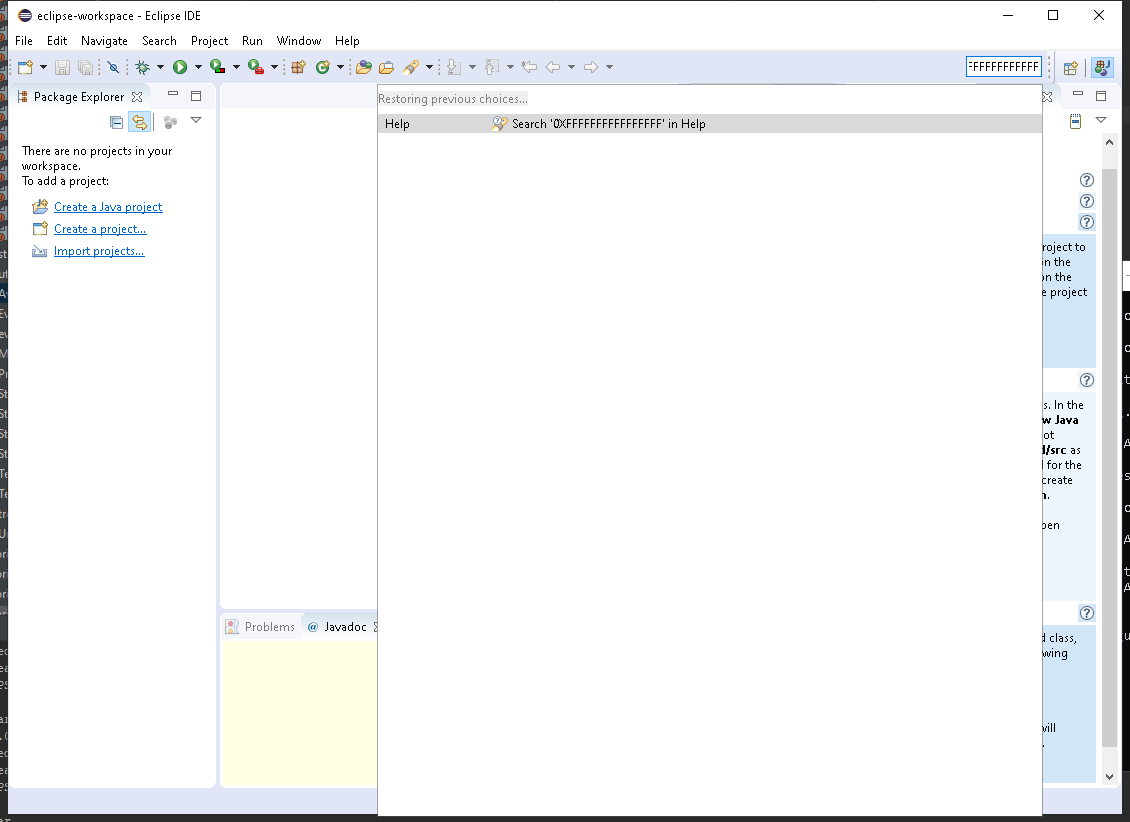 eclipse-workspace - Eclipse IDE
File Edit Navigate Search Project Run Window Help
FFFFFFFFFFF
Package Explorer
Restoring previous choices...
Help Search '0XFFFFFFFFFFFFFFFF' in Help
There are no projects in your
workspace.
To add a project:
Create a Java project
Create a project...
Import projects...
roject to
on the
on the
e project
s. In the
w Java
ot
d/src as
l for the
create
n.
pen
Problems @ Javadoc
d class,
wing
will